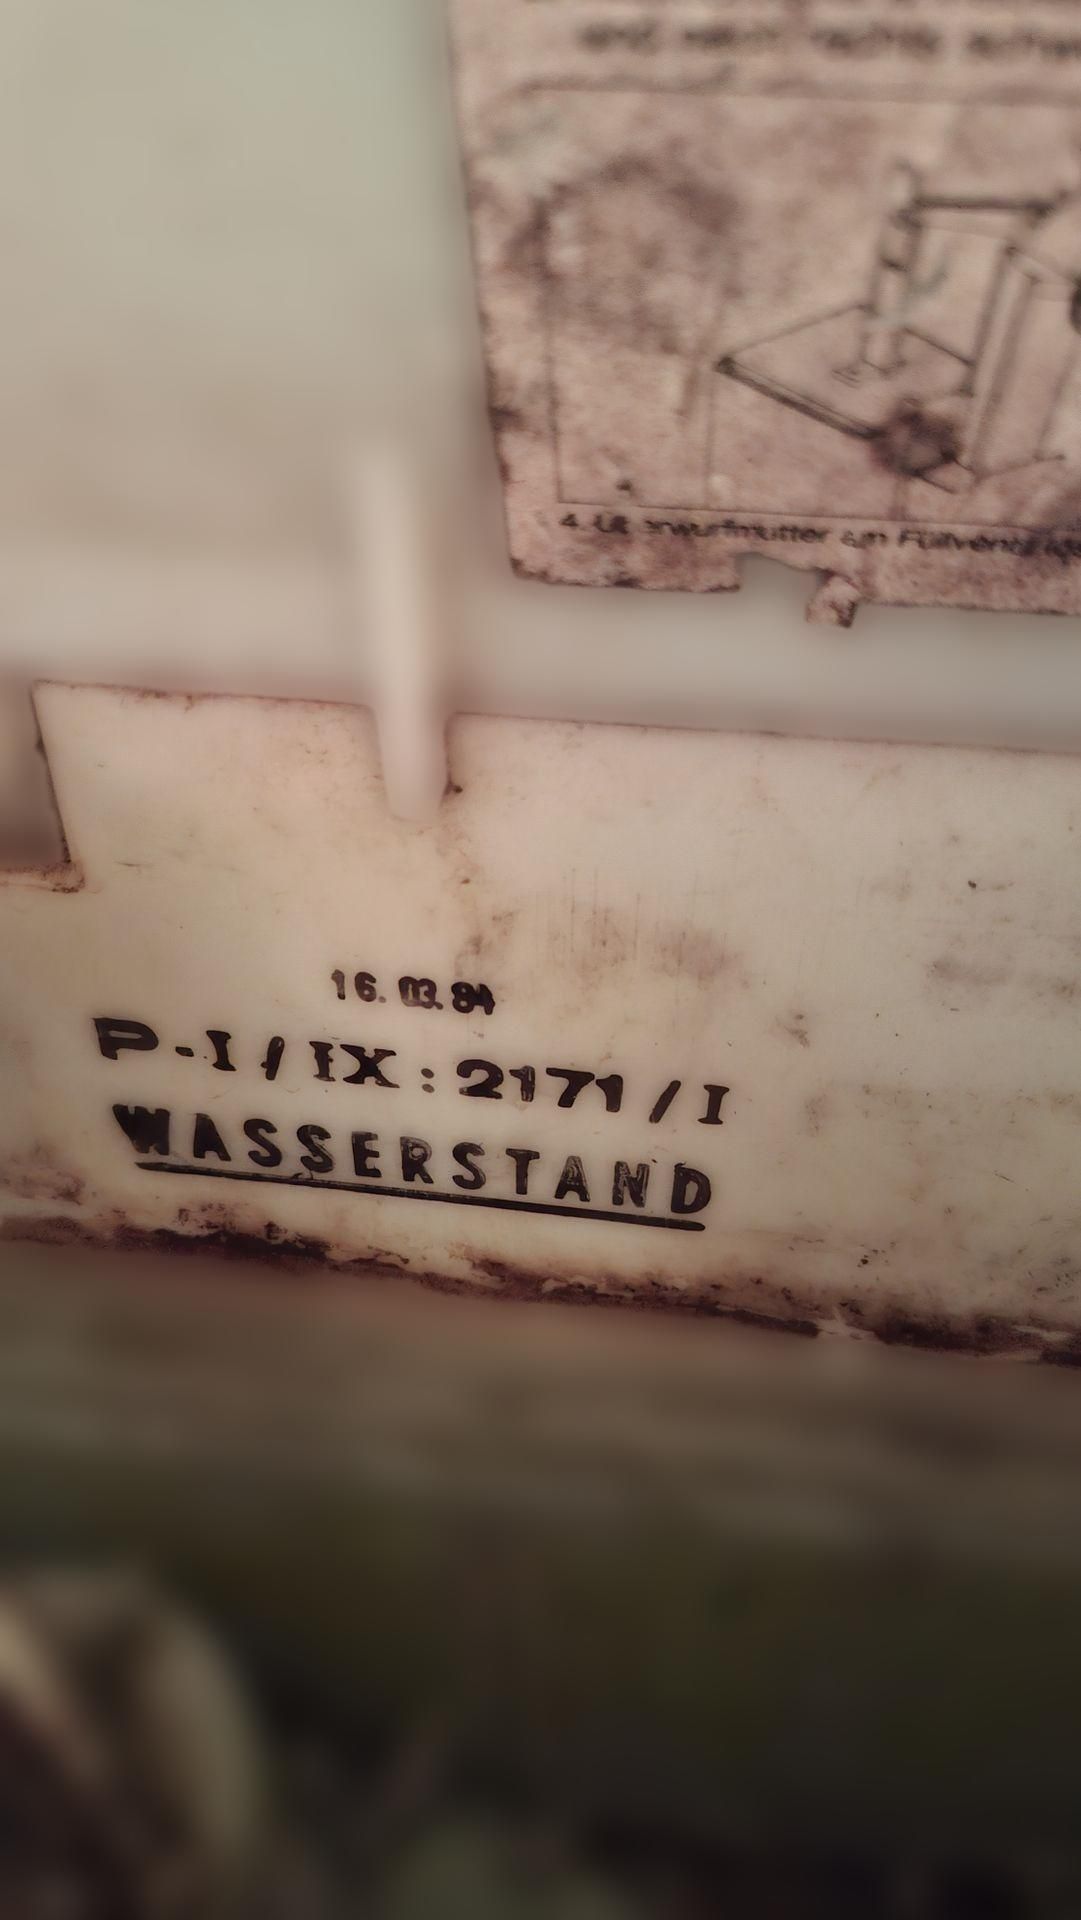 4. Überwurfmutter am Füllventil
16.03.84
P-I/IX:2171/I
WASSERSTAND